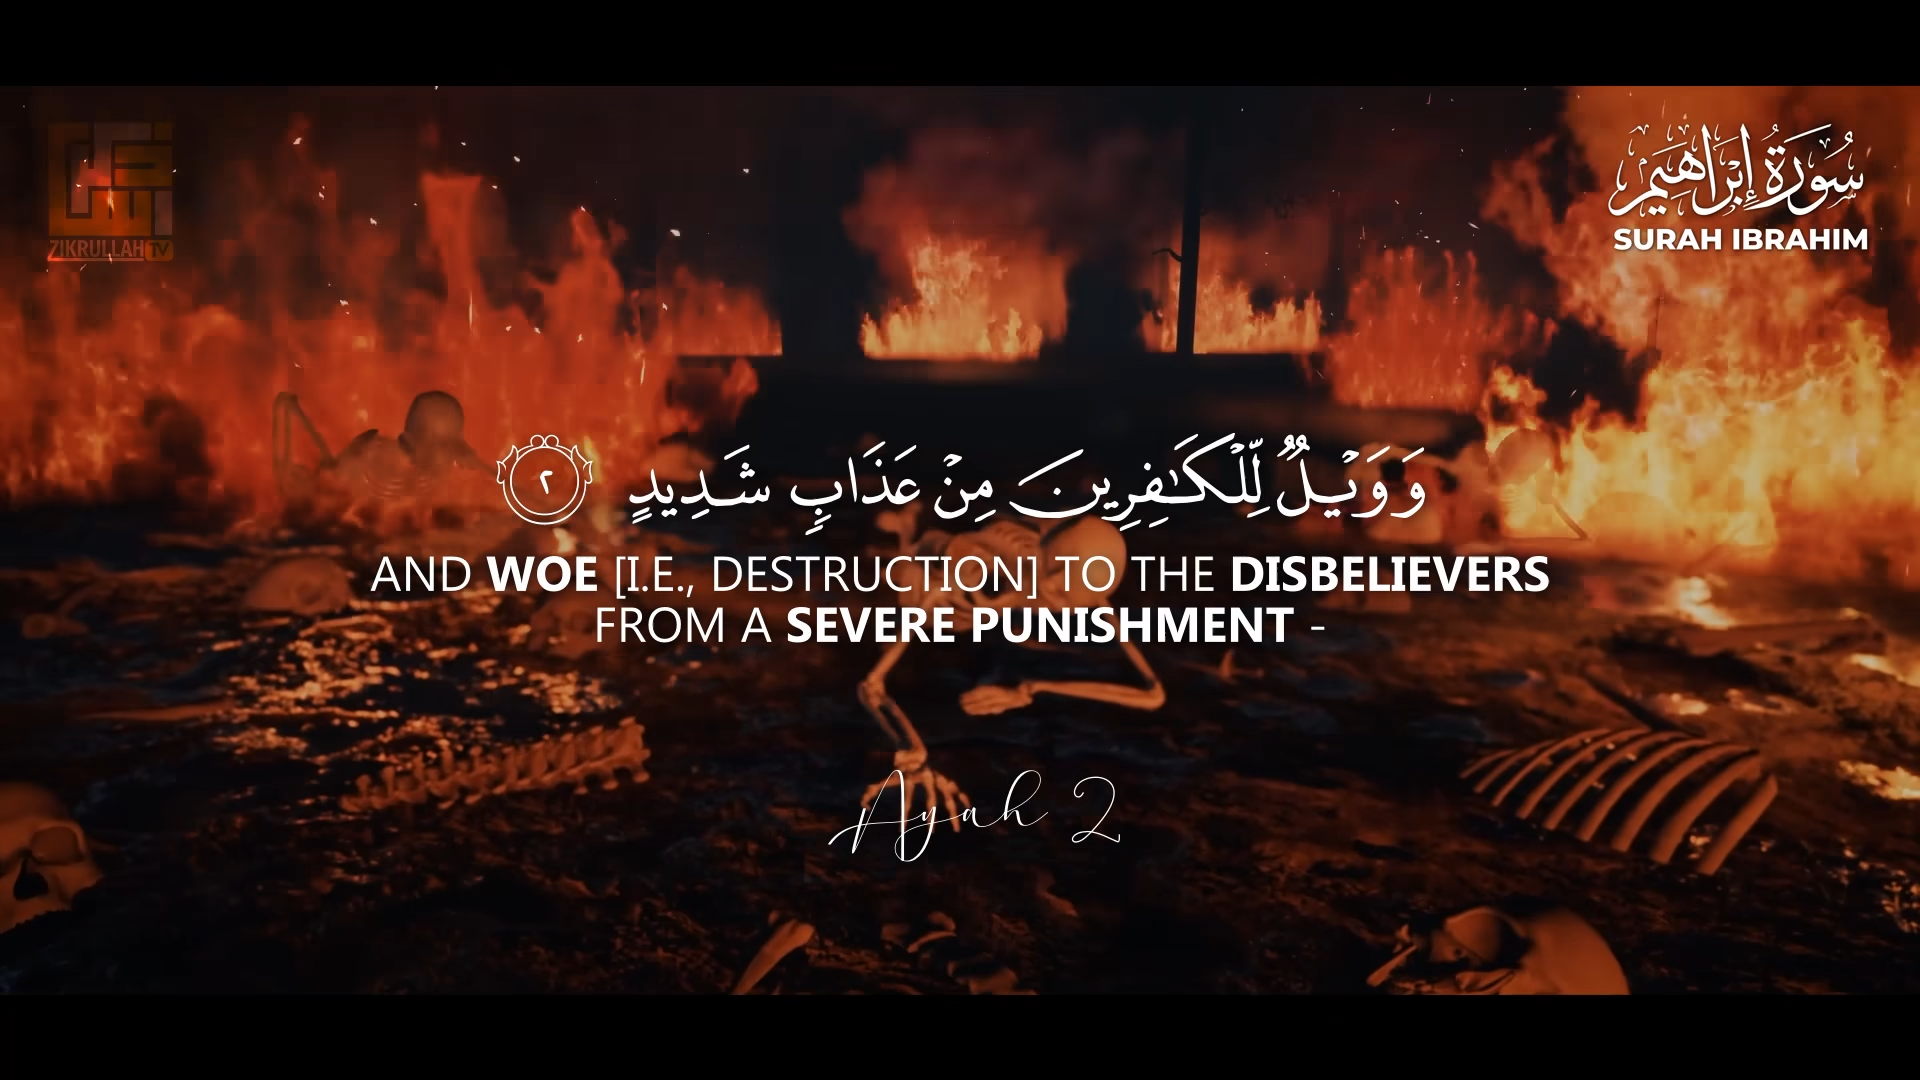 ZIKRULLAH TV
سُورَةُ إِبْرَاهِيم
SURAH IBRAHIM
وَوَيْلٌ لِّلْكَٰفِرِينَ مِنْ عَذَابٍ شَدِيدٍ ٢
AND WOE [I.E., DESTRUCTION] TO THE DISBELIEVERS
FROM A SEVERE PUNISHMENT -
Ayah 2